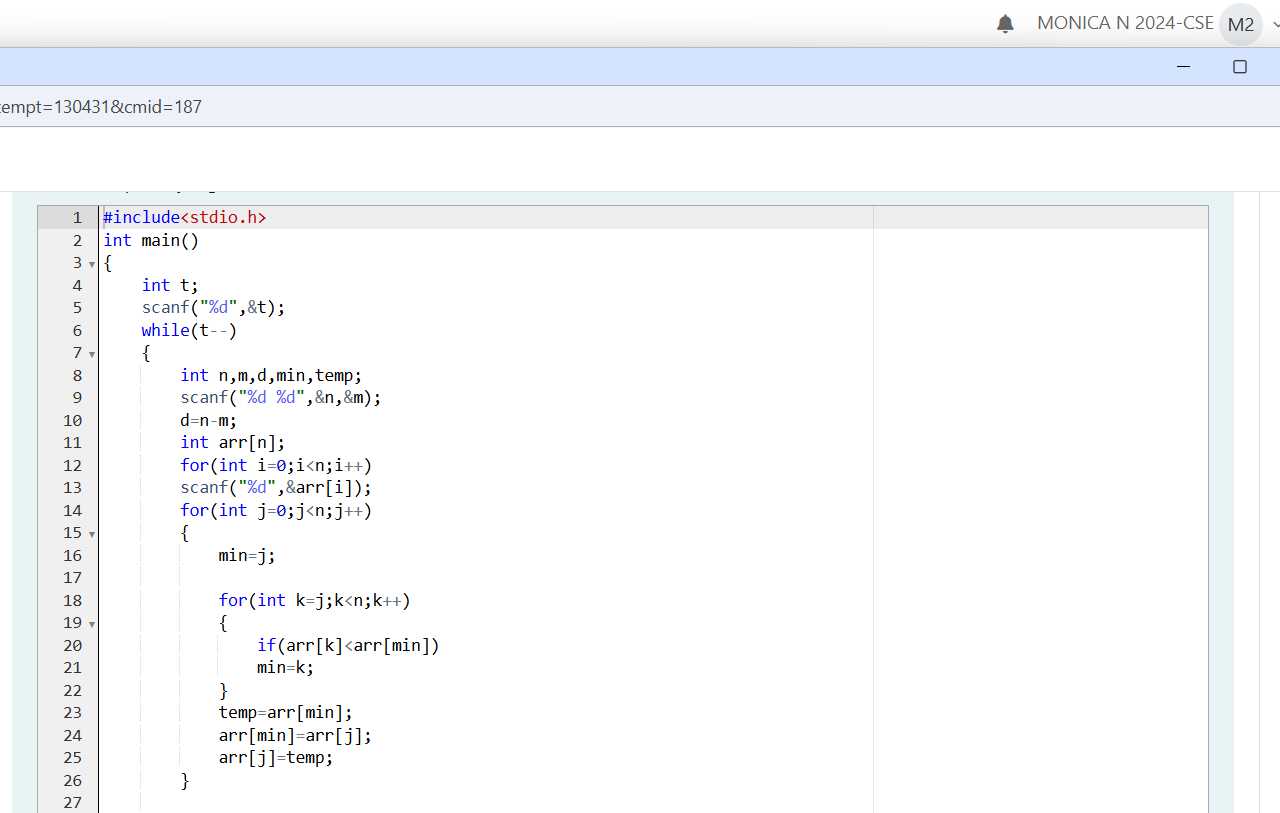 MONICA N 2024-CSE M2
tempt=130431&cmid=187
1 #include<stdio.h>
2 int main()
3 {
4 int t;
5 scanf("%d",&t);
6 while(t--)
7 {
8 int n,m,d,min,temp;
9 scanf("%d %d",&n,&m);
10 d=n-m;
11 int arr[n];
12 for(int i=0;i<n;i++)
13 scanf("%d",&arr[i]);
14 for(int j=0;j<n;j++)
15 {
16 min=j;
17
18 for(int k=j;k<n;k++)
19 {
20 if(arr[k]<arr[min])
21 min=k;
22 }
23 temp=arr[min];
24 arr[min]=arr[j];
25 arr[j]=temp;
26 }
27